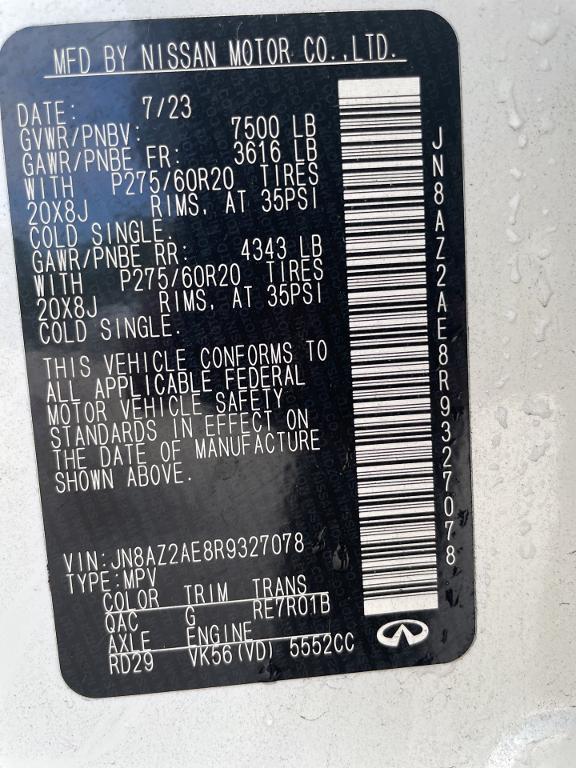 MFD BY NISSAN MOTOR CO.,LTD.
DATE: 7/23
GVWR/PNBV: 7500 LB
GAWR/PNBE FR: 3616 LB
WITH P275/60R20 TIRES
20X8J RIMS, AT 35PSI
COLD SINGLE.
GAWR/PNBE RR: 4343 LB
WITH P275/60R20 TIRES
20X8J RIMS, AT 35PSI
COLD SINGLE.
THIS VEHICLE CONFORMS TO
ALL APPLICABLE FEDERAL
MOTOR VEHICLE SAFETY
STANDARDS IN EFFECT ON
THE DATE OF MANUFACTURE
SHOWN ABOVE.
VIN: JN8AZ2AE8R9327078
TYPE: MPV
COLOR TRIM TRANS
QAC G RE7R01B
AXLE ENGINE
RD29 VK56(VD) 5552CC
JN8AZ2AE8R9327078